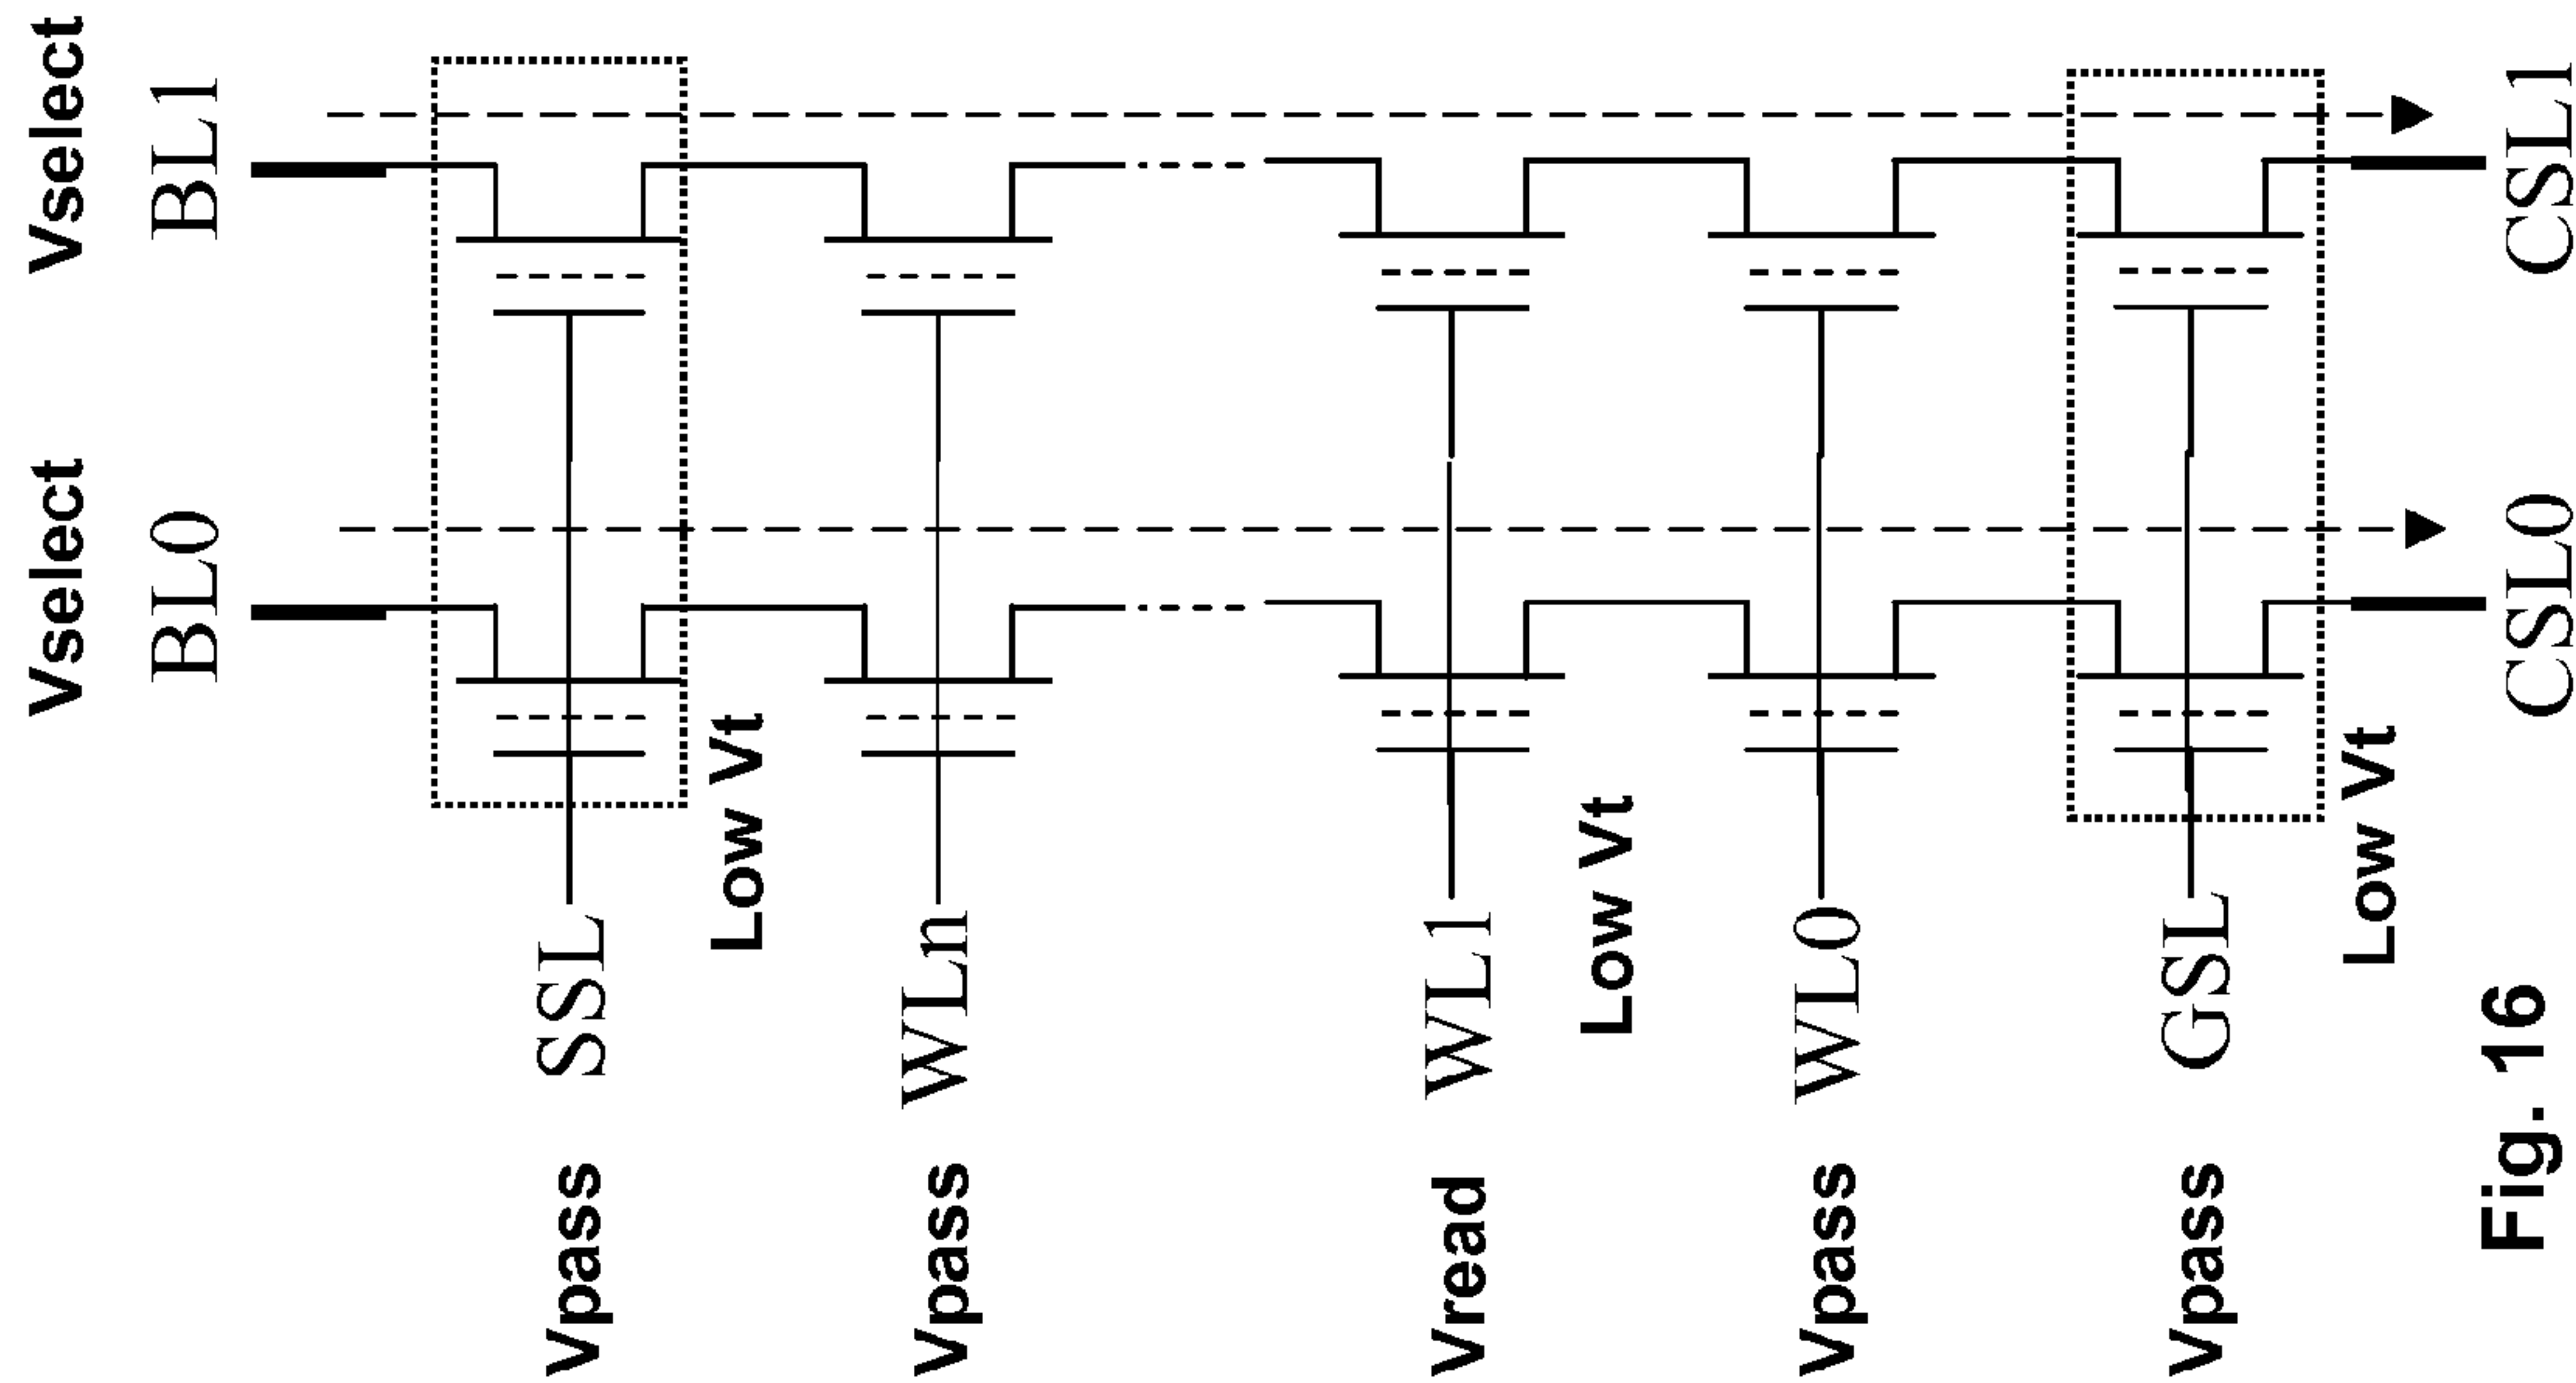 Vselect Vselect
BL0 BL1
Vpass SSL
Low Vt
Vpass WLn
Vread WL1
Low Vt
Vpass WL0
Vpass GSL
Low Vt
CSL0 CSL1
Fig. 16